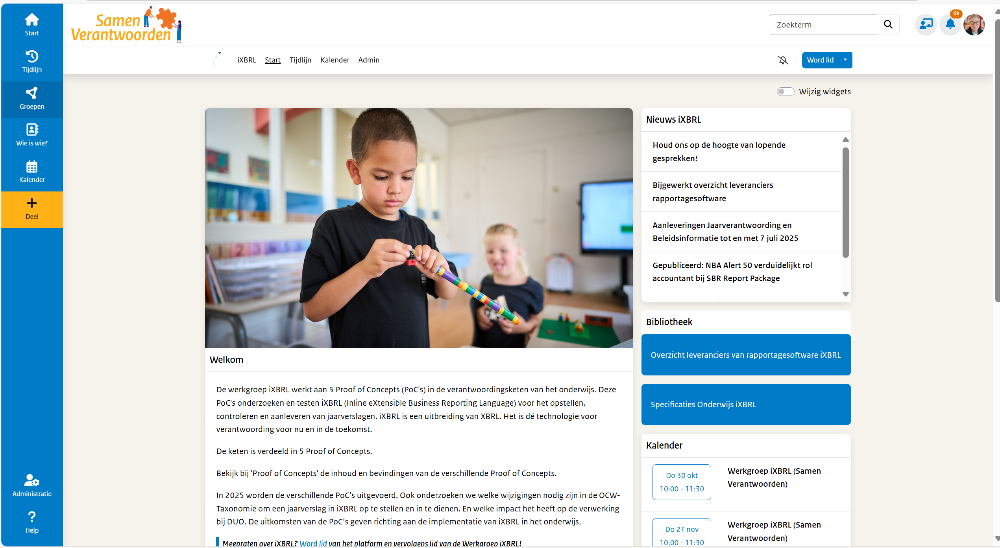 Start
Tijdlijn
Groepen
Wie is wie?
Kalender
Deel
Administratie
Help
Samen
Verantwoorden
Zoekterm
69
iXBRL
Start
Tijdlijn
Kalender
Admin
Word lid
Wijzig widgets
Welkom
De werkgroep iXBRL werkt aan 5 Proof of Concepts (PoC's) in de verantwoordingsketen van het onderwijs. Deze
PoC's onderzoeken en testen iXBRL (Inline eXtensible Business Reporting Language) voor het opstellen,
controleren en aanleveren van jaarverslagen. iXBRL is een uitbreiding van XBRL. Het is dé technologie voor
verantwoording voor nu en in de toekomst.
De keten is verdeeld in 5 Proof of Concepts.
Bekijk bij 'Proof of Concepts' de inhoud en bevindingen van de verschillende Proof of Concepts.
In 2025 worden de verschillende PoC’s uitgevoerd. Ook onderzoeken we welke wijzigingen nodig zijn in de OCW-
Taxonomie om een jaarverslag in iXBRL op te stellen en in te dienen. En welke impact het heeft op de verwerking
bij DUO. De uitkomsten van de PoC’s geven richting aan de implementatie van iXBRL in het onderwijs.
Meepraten over iXBRL? Word lid van het platform en vervolgens lid van de Werkgroep iXBRL!
Nieuws iXBRL
Houd ons op de hoogte van lopende
gesprekken!
Bijgewerkt overzicht leveranciers
rapportagesoftware
Aanleveringen Jaarverantwoording en
Beleidsinformatie tot en met 7 juli 2025
Gepubliceerd: NBA Alert 50 verduidelijkt rol
accountant bij SBR Report Package
Bibliotheek
Overzicht leveranciers van rapportagesoftware iXBRL
Specificaties Onderwijs iXBRL
Kalender
Do 30 okt
10:00 - 11:30
Werkgroep iXBRL (Samen
Verantwoorden)
Do 27 nov
10:00 - 11:30
Werkgroep iXBRL (Samen
Verantwoorden)